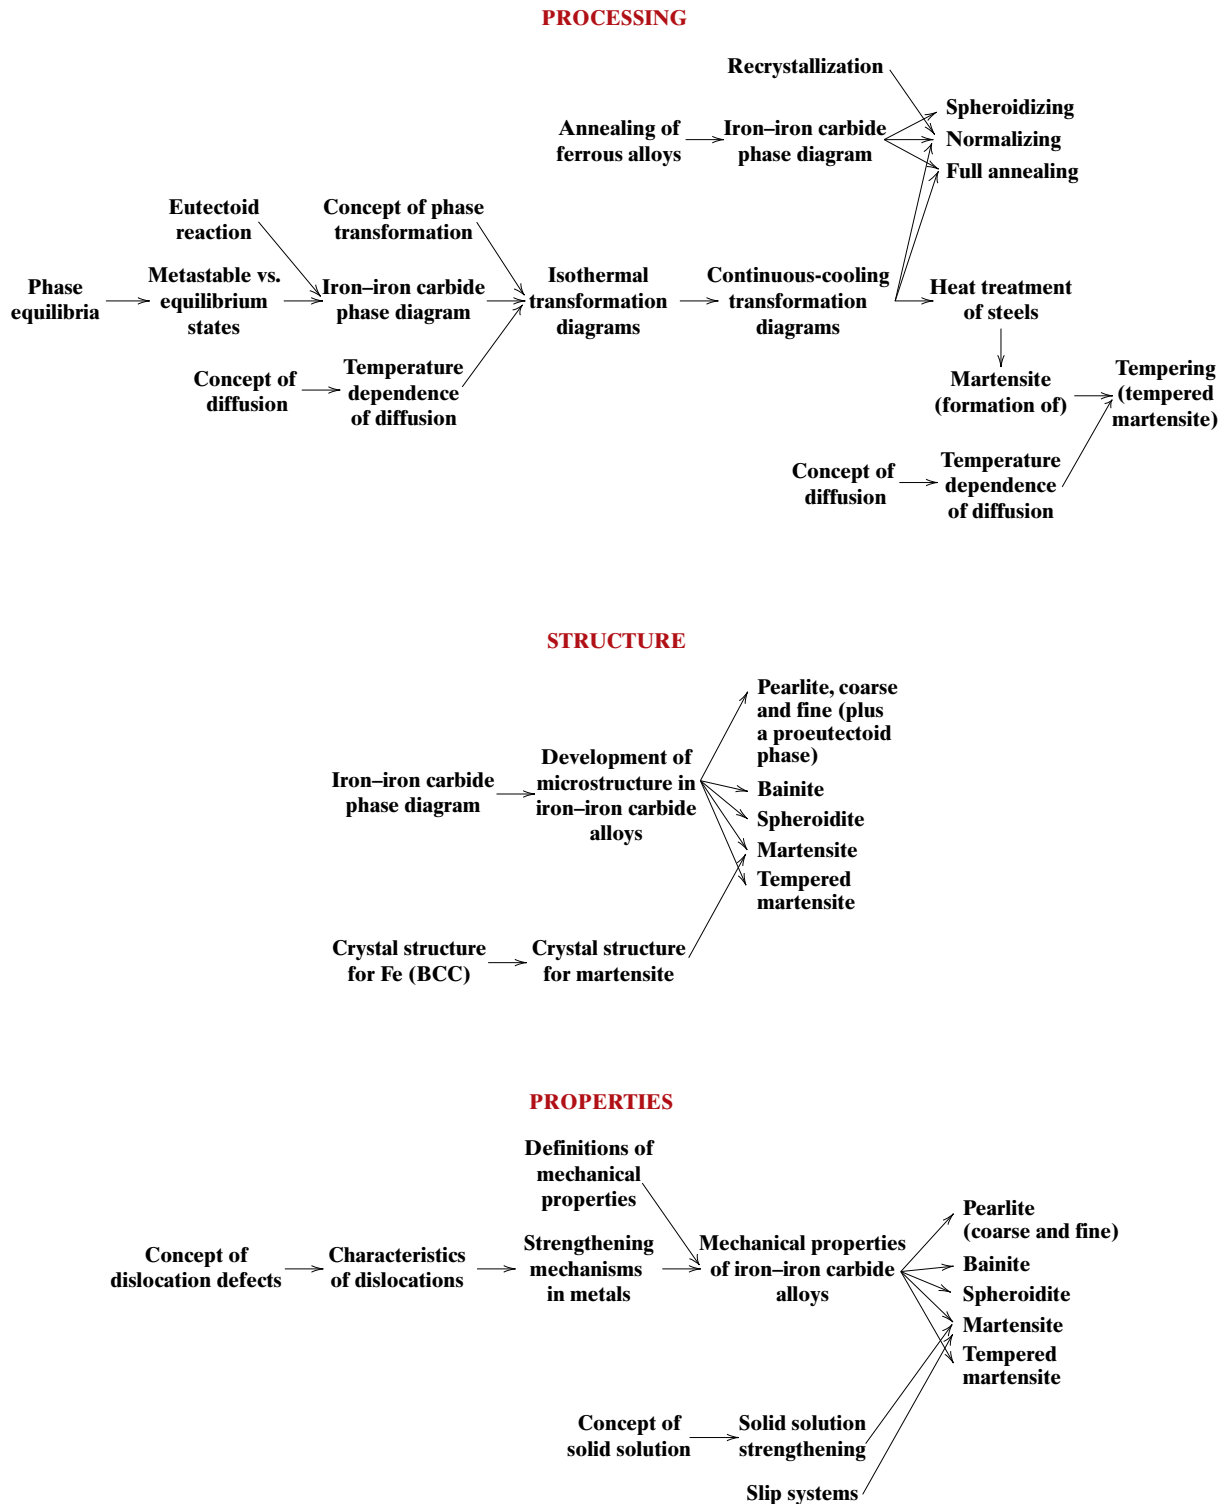 PROCESSING
Recrystallization
Annealing of
ferrous alloys
Iron–iron carbide
phase diagram
Spheroidizing
Normalizing
Full annealing
Eutectoid
reaction
Concept of phase
transformation
Phase
equilibria
Metastable vs.
equilibrium
states
Iron–iron carbide
phase diagram
Isothermal
transformation
diagrams
Continuous-cooling
transformation
diagrams
Heat treatment
of steels
Concept of
diffusion
Temperature
dependence
of diffusion
Martensite
(formation of)
Tempering
(tempered
martensite)
Concept of
diffusion
Temperature
dependence
of diffusion
STRUCTURE
Iron–iron carbide
phase diagram
Development of
microstructure in
iron–iron carbide
alloys
Pearlite, coarse
and fine (plus
a proeutectoid
phase)
Bainite
Spheroidite
Martensite
Tempered
martensite
Crystal structure
for Fe (BCC)
Crystal structure
for martensite
PROPERTIES
Definitions of
mechanical
properties
Concept of
dislocation defects
Characteristics
of dislocations
Strengthening
mechanisms
in metals
Mechanical properties
of iron–iron carbide
alloys
Pearlite
(coarse and fine)
Bainite
Spheroidite
Martensite
Tempered
martensite
Concept of
solid solution
Solid solution
strengthening
Slip systems